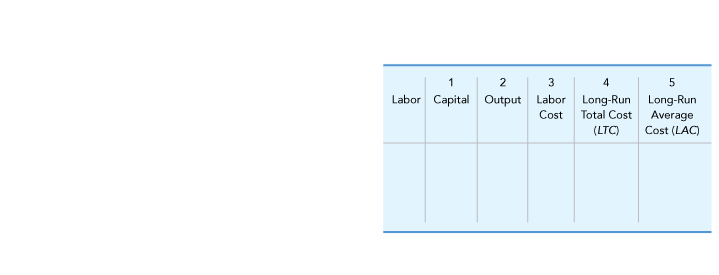 1 2 3 4 5
Labor Capital Output Labor Long-Run Long-Run
Cost Total Cost Average
(LTC) Cost (LAC)